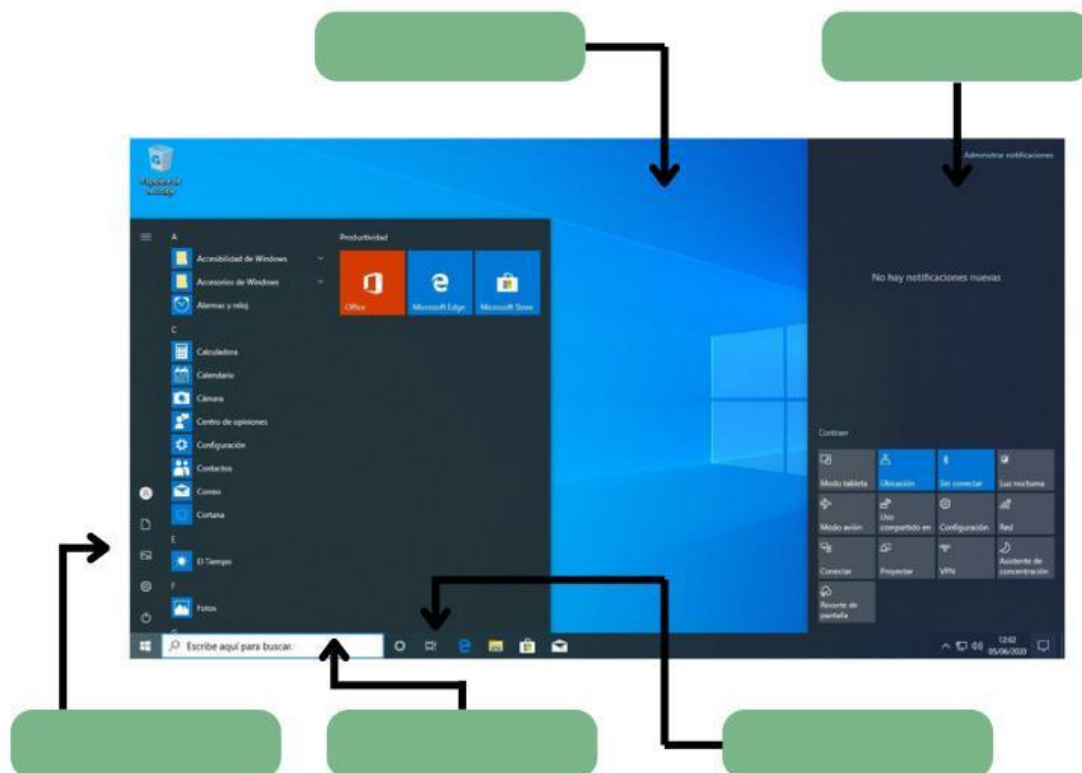 Administrar notificaciones
Papelera de
reciclaje
A
Productividad
Accesibilidad de Windows
Accesorios de Windows
Alarmas y reloj
Office
Microsoft Edge
Microsoft Store
No hay notificaciones nuevas
C
Calculadora
Calendario
Cámara
Centro de opiniones
Configuración
Contactos
Correo
Cortana
E
El Tiempo
F
Fotos
Contraer
Modo tableta
Ubicación
Sin conectar
Luz nocturna
Modo avión
Uso
compartido en
Configuración
Red
Conectar
Proyectar
VPN
Asistente de
concentración
Recorte de
pantalla
Escribe aquí para buscar.
12:02
05/06/2020